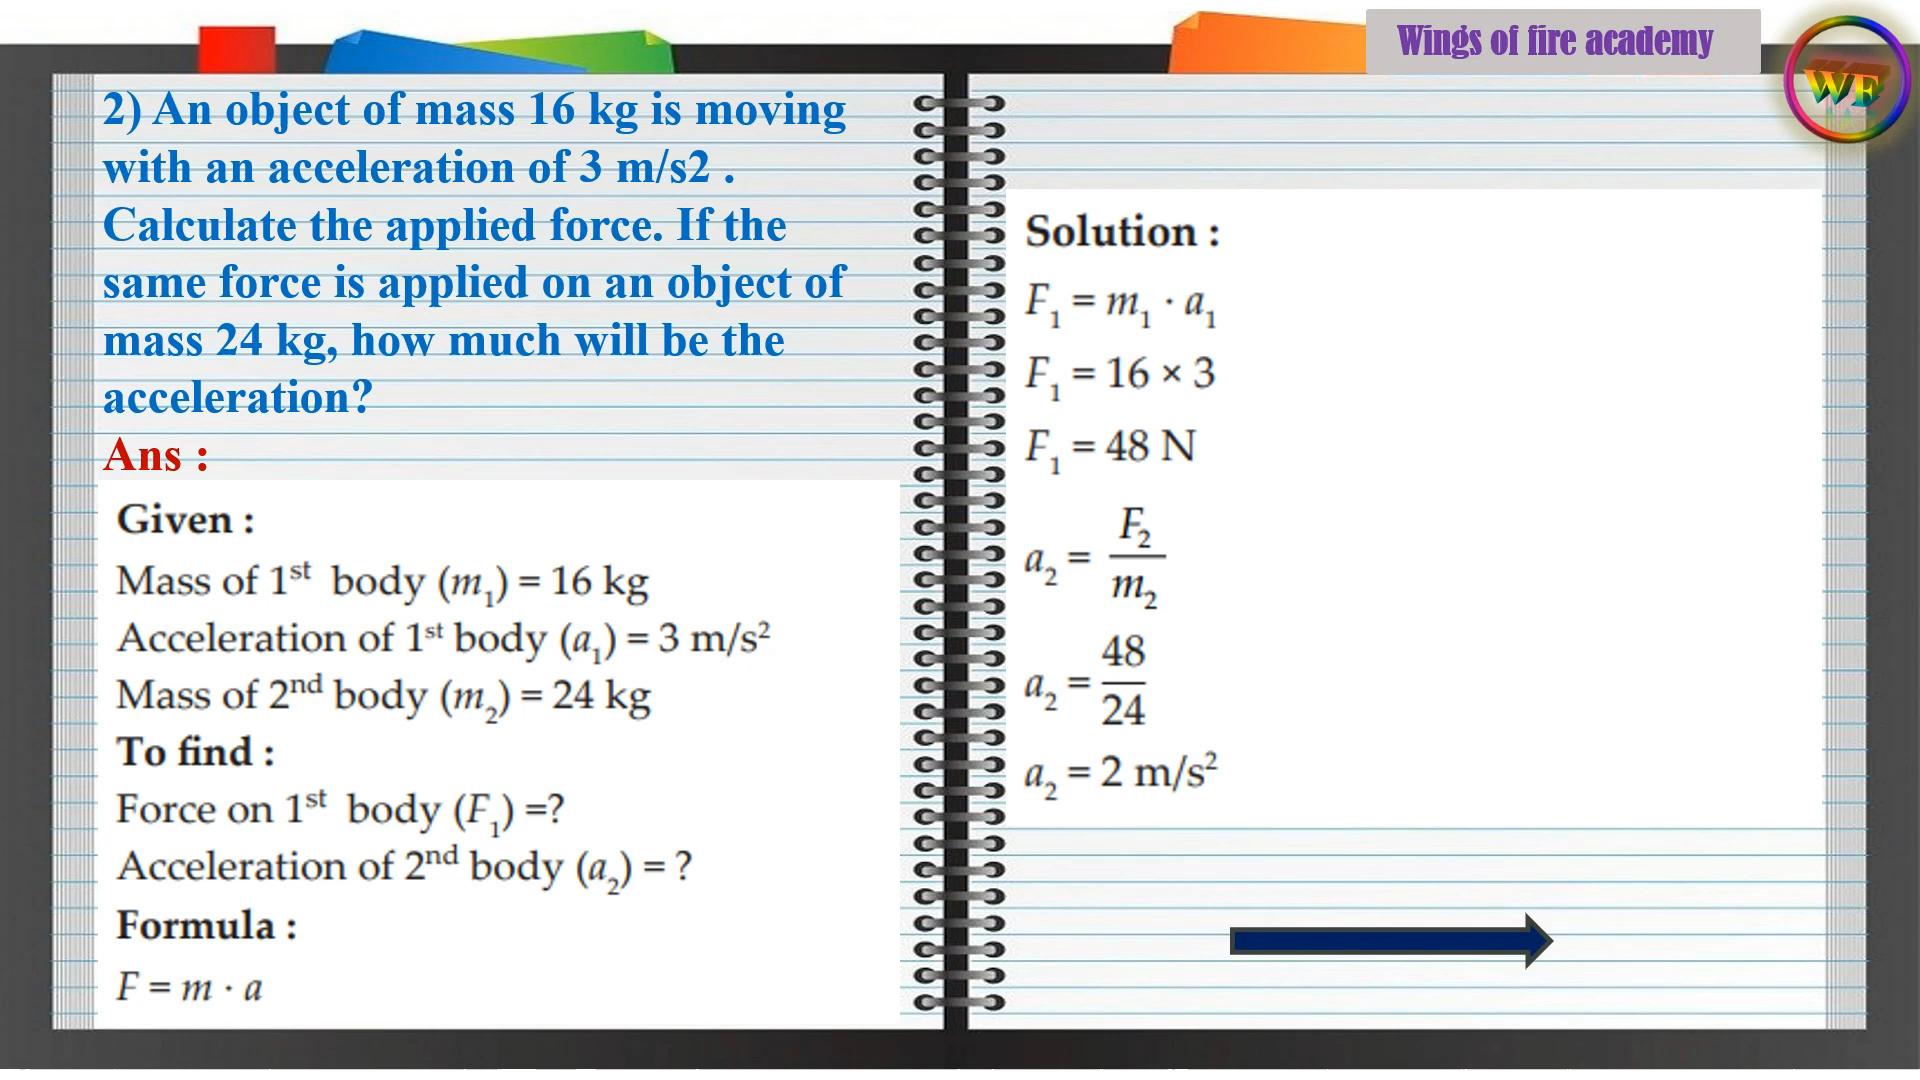 Wings of fire academy
WE
2) An object of mass 16 kg is moving
with an acceleration of 3 m/s2 .
Calculate the applied force. If the
same force is applied on an object of
mass 24 kg, how much will be the
acceleration?
Ans :
Given :
Mass of 1st body (m₁) = 16 kg
Acceleration of 1st body (a₁) = 3 m/s²
Mass of 2nd body (m₂) = 24 kg
To find :
Force on 1st body (F₁) =?
Acceleration of 2nd body (a₂) = ?
Formula :
F = m · a
Solution :
F₁ = m₁ · a₁
F₁ = 16 × 3
F₁ = 48 N
a₂ = F₂/m₂
a₂ = 48/24
a₂ = 2 m/s²